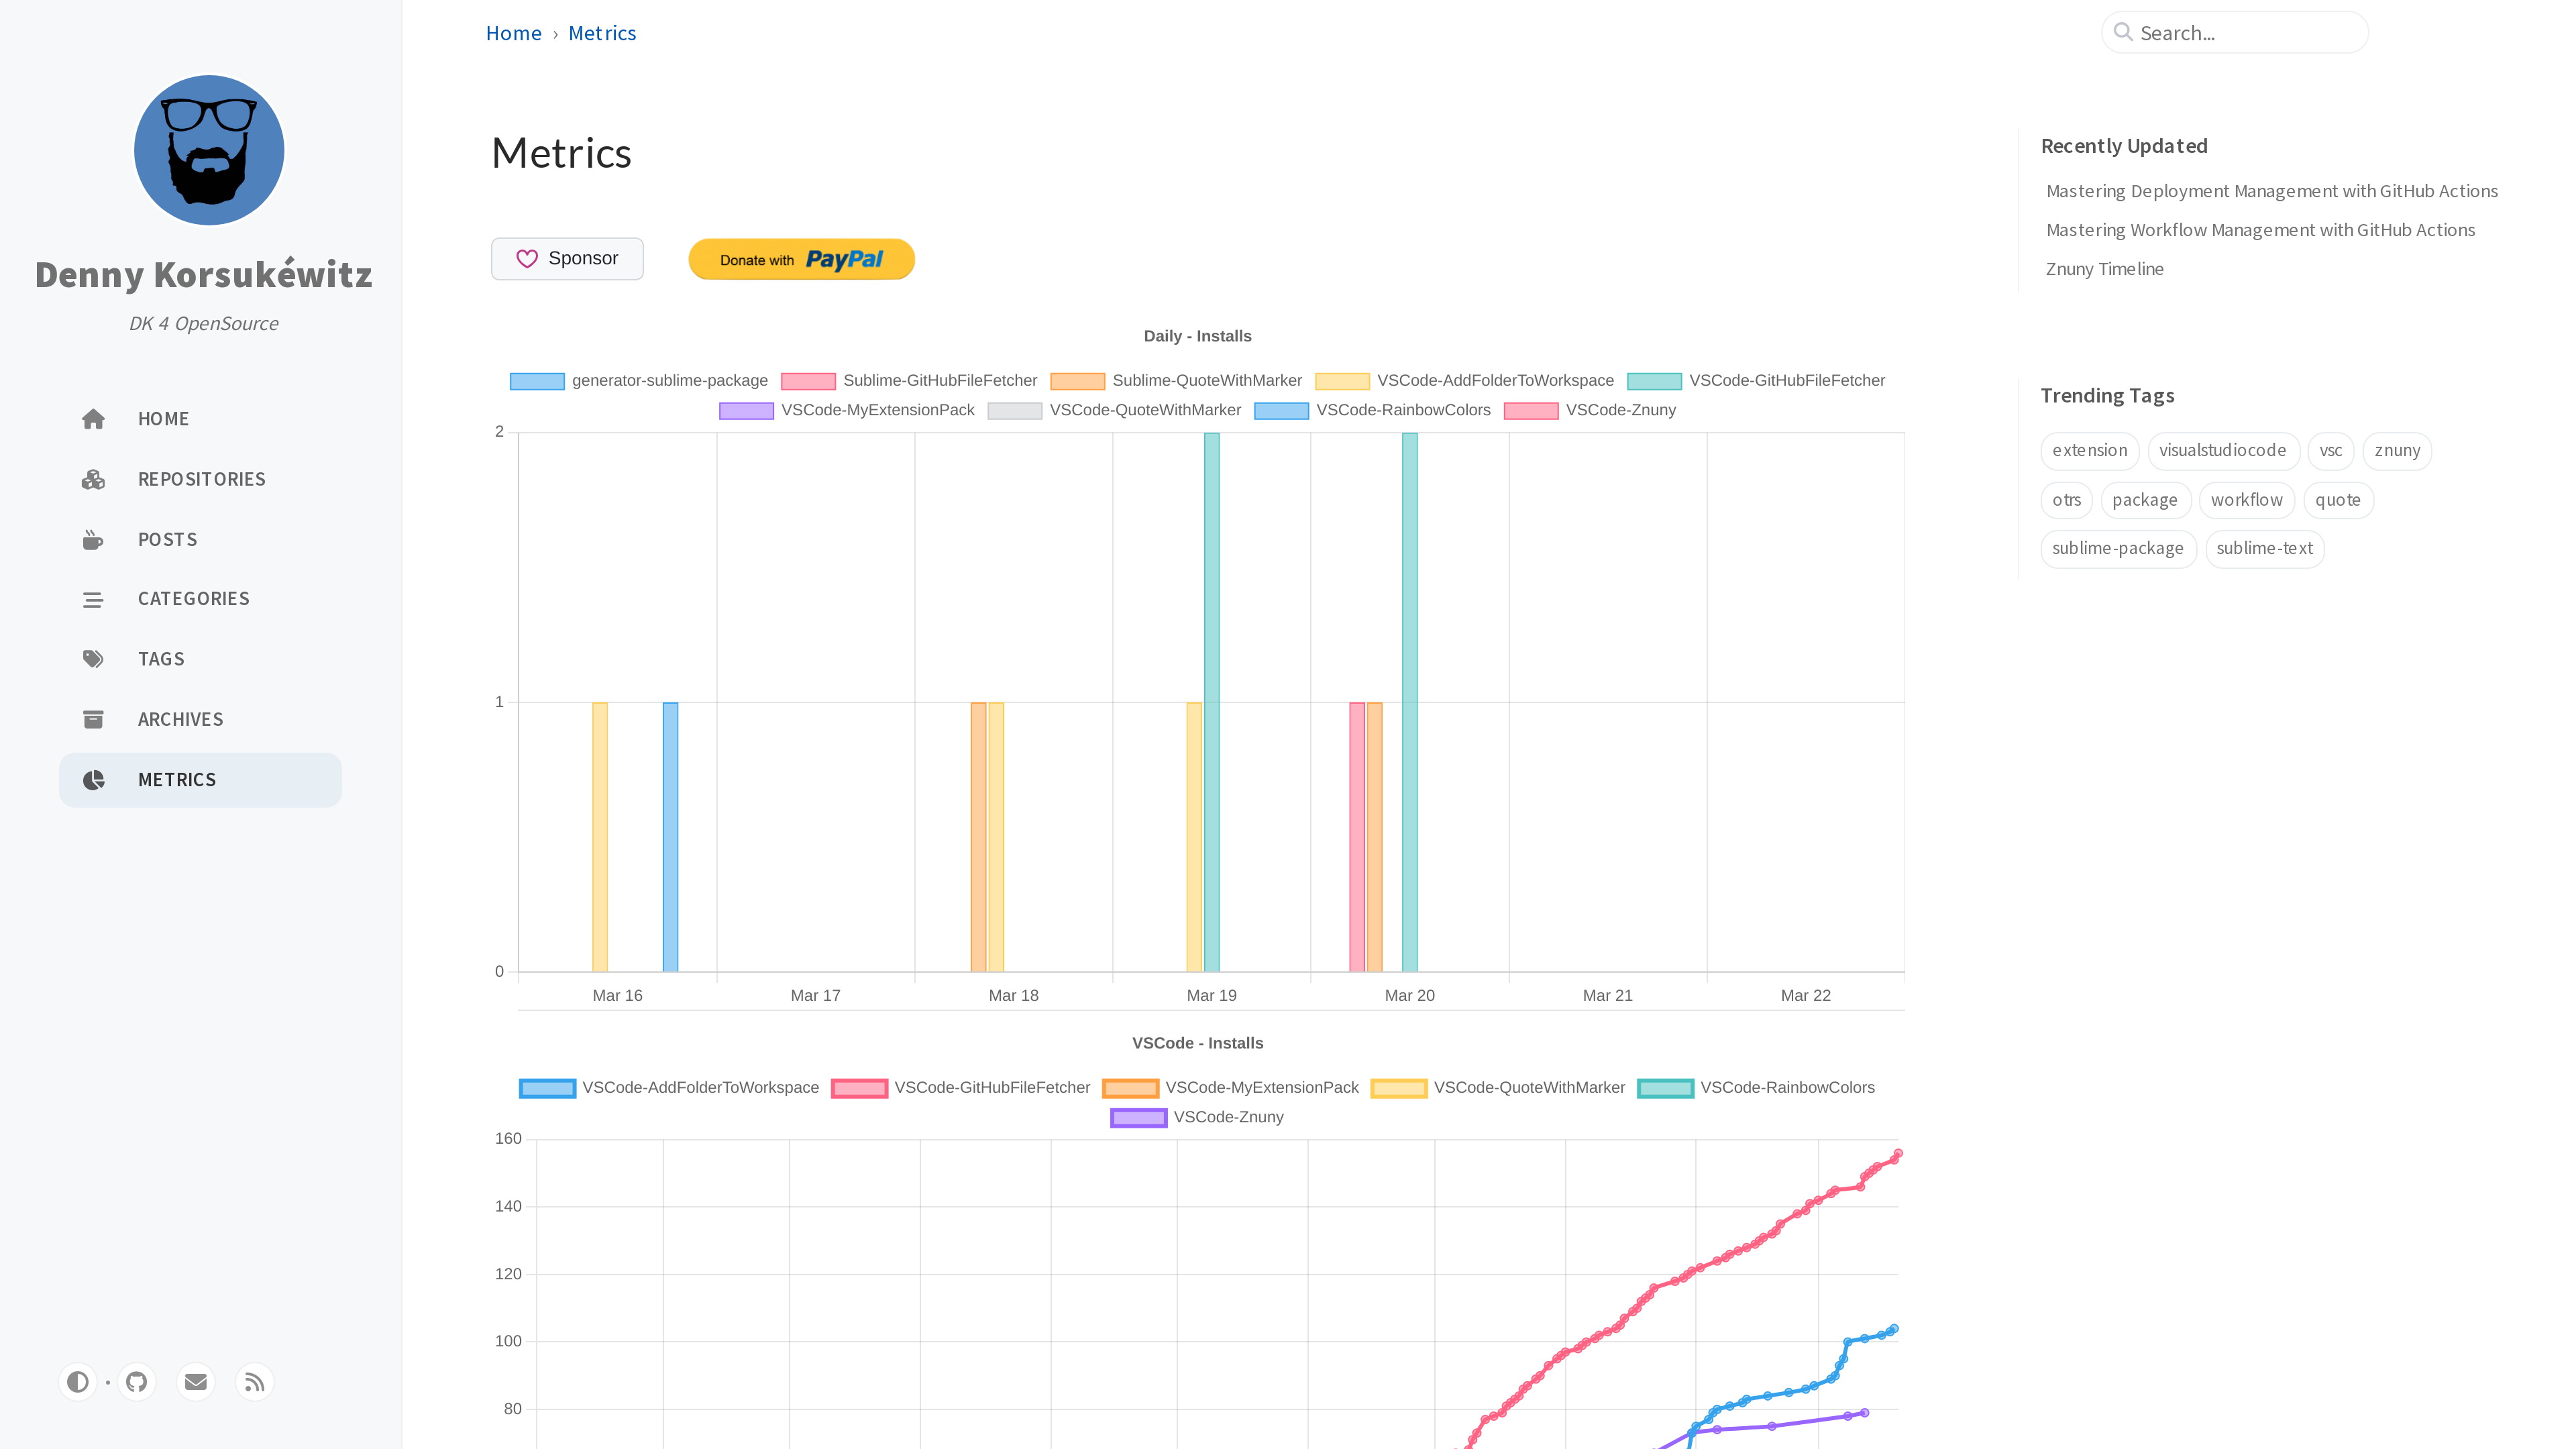 Denny Korsukéwitz
DK 4 OpenSource
HOME
REPOSITORIES
POSTS
CATEGORIES
TAGS
ARCHIVES
METRICS
Home › Metrics
Search...
Metrics
Sponsor
Donate with PayPal
Daily - Installs
generator-sublime-package Sublime-GitHubFileFetcher Sublime-QuoteWithMarker VSCode-AddFolderToWorkspace VSCode-GitHubFileFetcher
VSCode-MyExtensionPack VSCode-QuoteWithMarker VSCode-RainbowColors VSCode-Znuny
2
1
0
Mar 16 Mar 17 Mar 18 Mar 19 Mar 20 Mar 21 Mar 22
VSCode - Installs
VSCode-AddFolderToWorkspace VSCode-GitHubFileFetcher VSCode-MyExtensionPack VSCode-QuoteWithMarker VSCode-RainbowColors
VSCode-Znuny
160
140
120
100
80
Recently Updated
Mastering Deployment Management with GitHub Actions
Mastering Workflow Management with GitHub Actions
Znuny Timeline
Trending Tags
extension visualstudiocode vsc znuny
otrs package workflow quote
sublime-package sublime-text